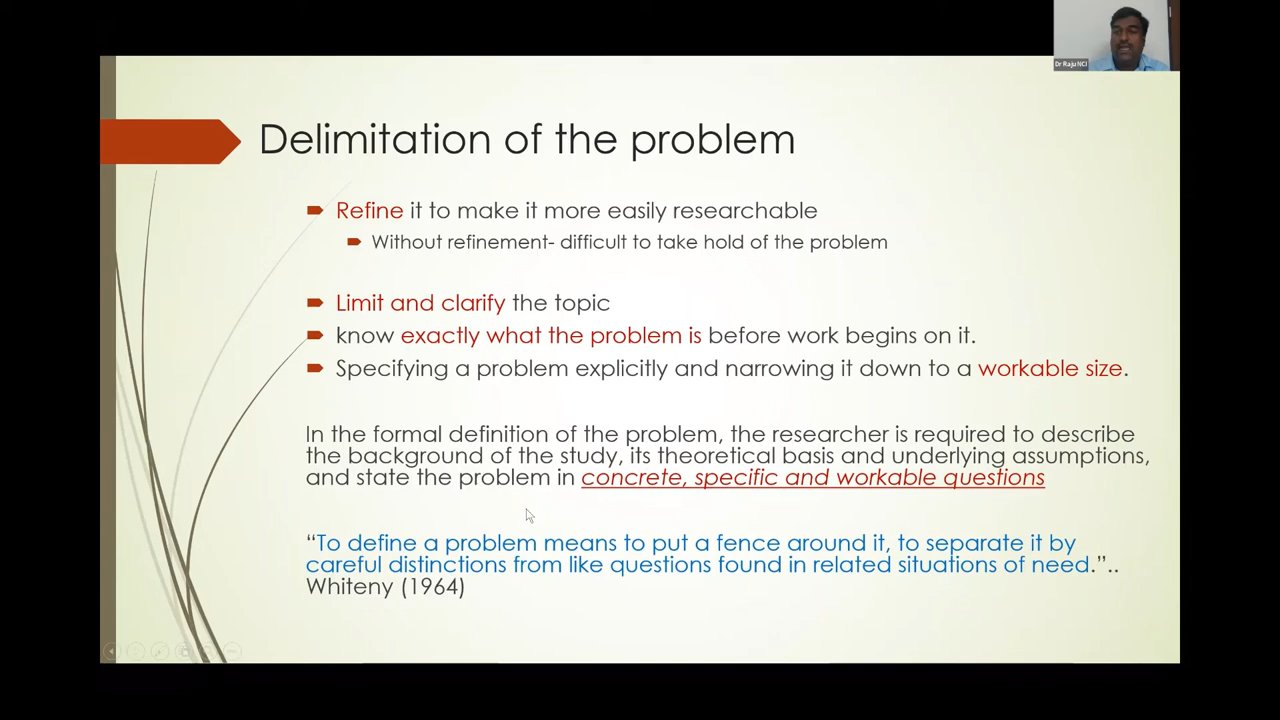 Dr Raju NCI
Delimitation of the problem
Refine it to make it more easily researchable
Without refinement- difficult to take hold of the problem
Limit and clarify the topic
know exactly what the problem is before work begins on it.
Specifying a problem explicitly and narrowing it down to a workable size.
In the formal definition of the problem, the researcher is required to describe
the background of the study, its theoretical basis and underlying assumptions,
and state the problem in concrete, specific and workable questions
“To define a problem means to put a fence around it, to separate it by
careful distinctions from like questions found in related situations of need.”..
Whiteny (1964)